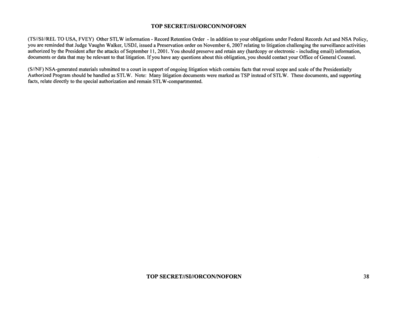 TOP SECRET//SI//ORCON/NOFORN
(TS//SI//REL TO USA, FVEY) Other STLW information - Record Retention Order - In addition to your obligations under Federal Records Act and NSA Policy,
you are reminded that Judge Vaughn Walker, USDJ, issued a Preservation order on November 6, 2007 relating to litigation challenging the surveillance activities
authorized by the President after the attacks of September 11, 2001. You should preserve and retain any (hardcopy or electronic - including email) information,
documents or data that may be relevant to that litigation. If you have any questions about this obligation, you should contact your Office of General Counsel.
(S//NF) NSA-generated materials submitted to a court in support of ongoing litigation which contains facts that reveal scope and scale of the Presidentially
Authorized Program should be handled as STLW. Note: Many litigation documents were marked as TSP instead of STLW. These documents, and supporting
facts, relate directly to the special authorization and remain STLW-compartmented.
TOP SECRET//SI//ORCON/NOFORN 38